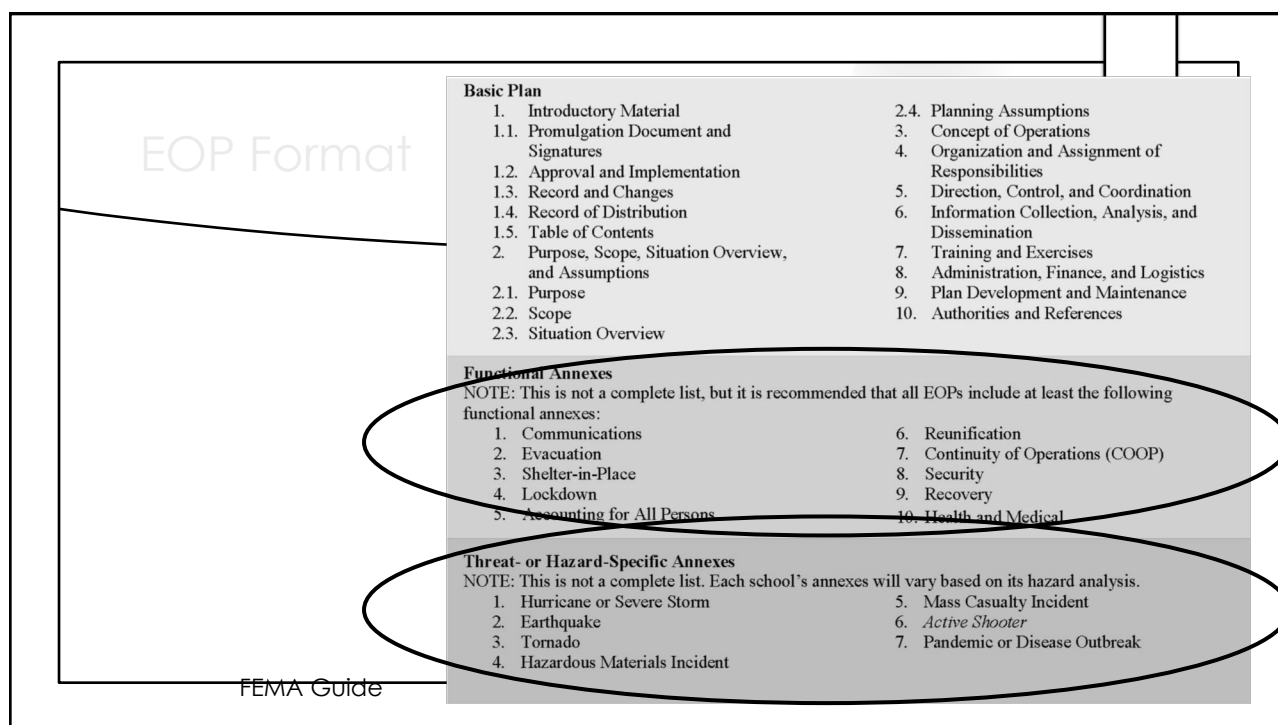 EOP Format
Basic Plan
1. Introductory Material
1.1. Promulgation Document and
Signatures
1.2. Approval and Implementation
1.3. Record and Changes
1.4. Record of Distribution
1.5. Table of Contents
2. Purpose, Scope, Situation Overview,
and Assumptions
2.1. Purpose
2.2. Scope
2.3. Situation Overview
2.4. Planning Assumptions
3. Concept of Operations
4. Organization and Assignment of
Responsibilities
5. Direction, Control, and Coordination
6. Information Collection, Analysis, and
Dissemination
7. Training and Exercises
8. Administration, Finance, and Logistics
9. Plan Development and Maintenance
10. Authorities and References
Functional Annexes
NOTE: This is not a complete list, but it is recommended that all EOPs include at least the following
functional annexes:
1. Communications
2. Evacuation
3. Shelter-in-Place
4. Lockdown
5. Accounting for All Persons
6. Reunification
7. Continuity of Operations (COOP)
8. Security
9. Recovery
10. Health and Medical
Threat- or Hazard-Specific Annexes
NOTE: This is not a complete list. Each school’s annexes will vary based on its hazard analysis.
1. Hurricane or Severe Storm
2. Earthquake
3. Tornado
4. Hazardous Materials Incident
5. Mass Casualty Incident
6. Active Shooter
7. Pandemic or Disease Outbreak
FEMA Guide